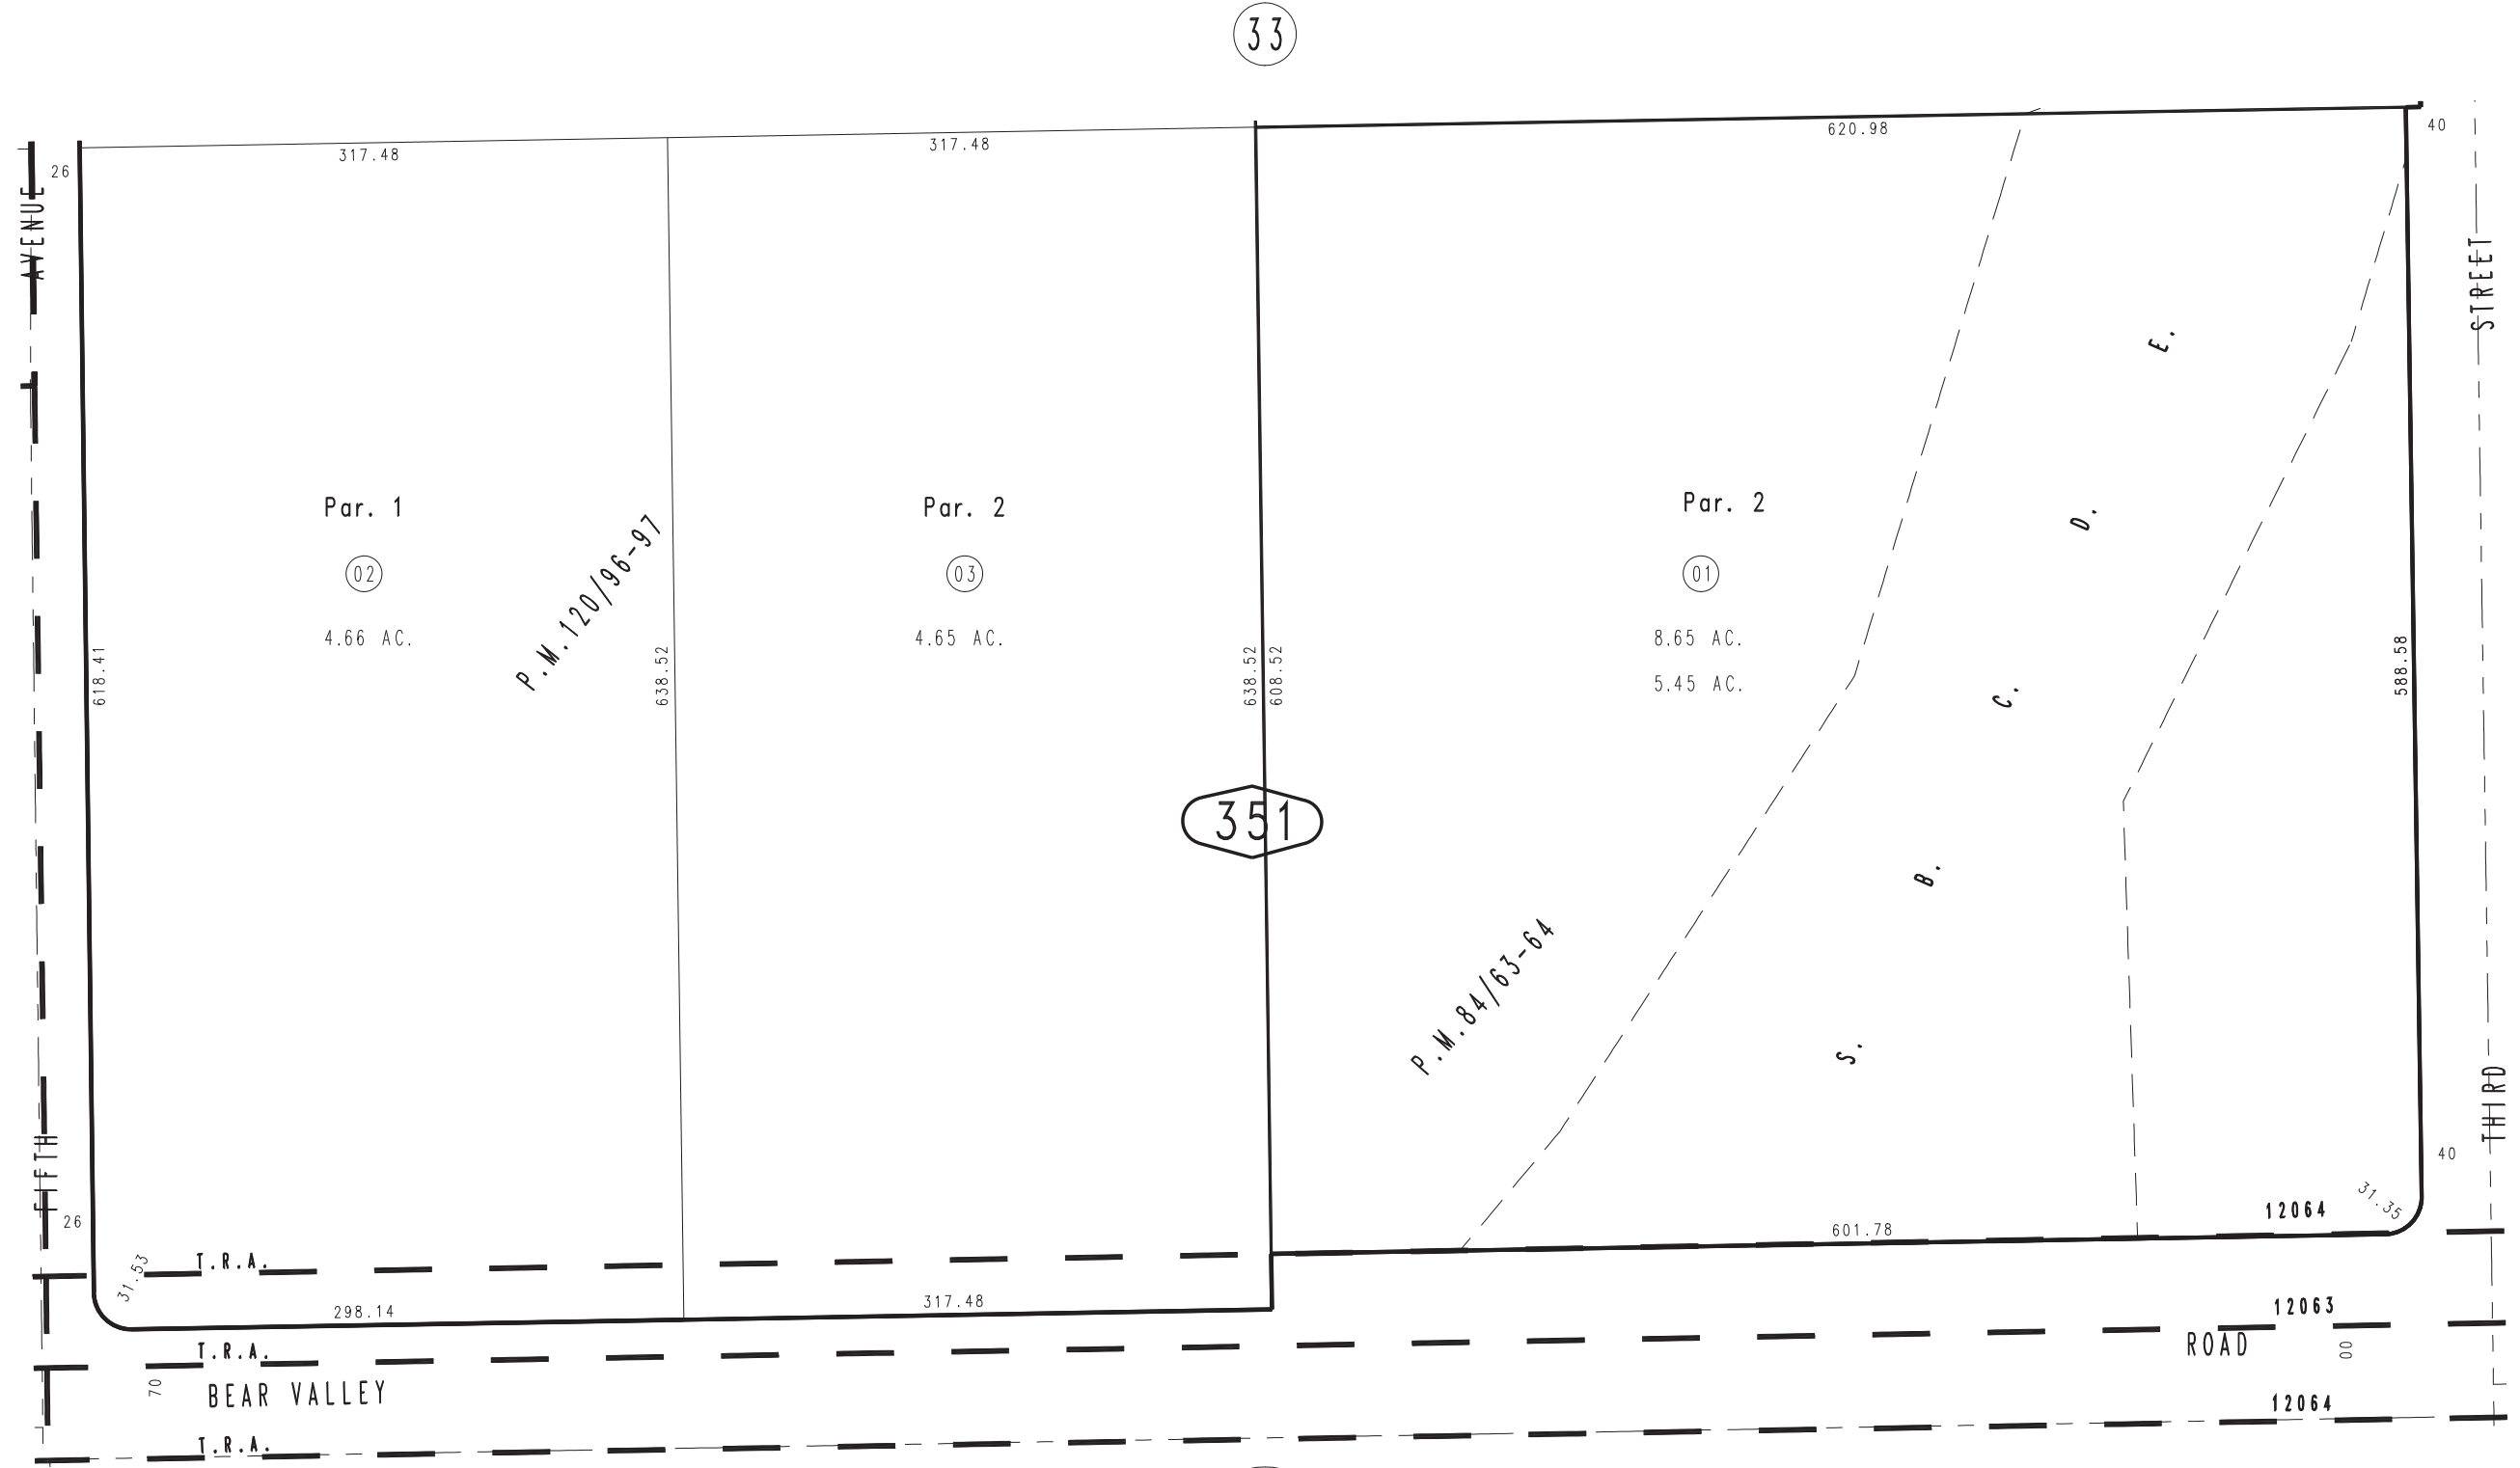 33
620.98
40
317.48
317.48
26
AVENUE
STREET
E.
D.
Par. 1
Par. 2
Par. 2
02
03
01
4.66 AC.
4.65 AC.
8.65 AC.
5.45 AC.
P.M.120/96-97
618.41
638.52
638.52
608.52
588.58
C.
351
B.
P.M.84/63-64
S.
THIRD
40
FIFTH
26
31.35
12064
601.78
T.R.A.
31.53
298.14
317.48
12063
ROAD
00
T.R.A.
70
BEAR VALLEY
12064
T.R.A.